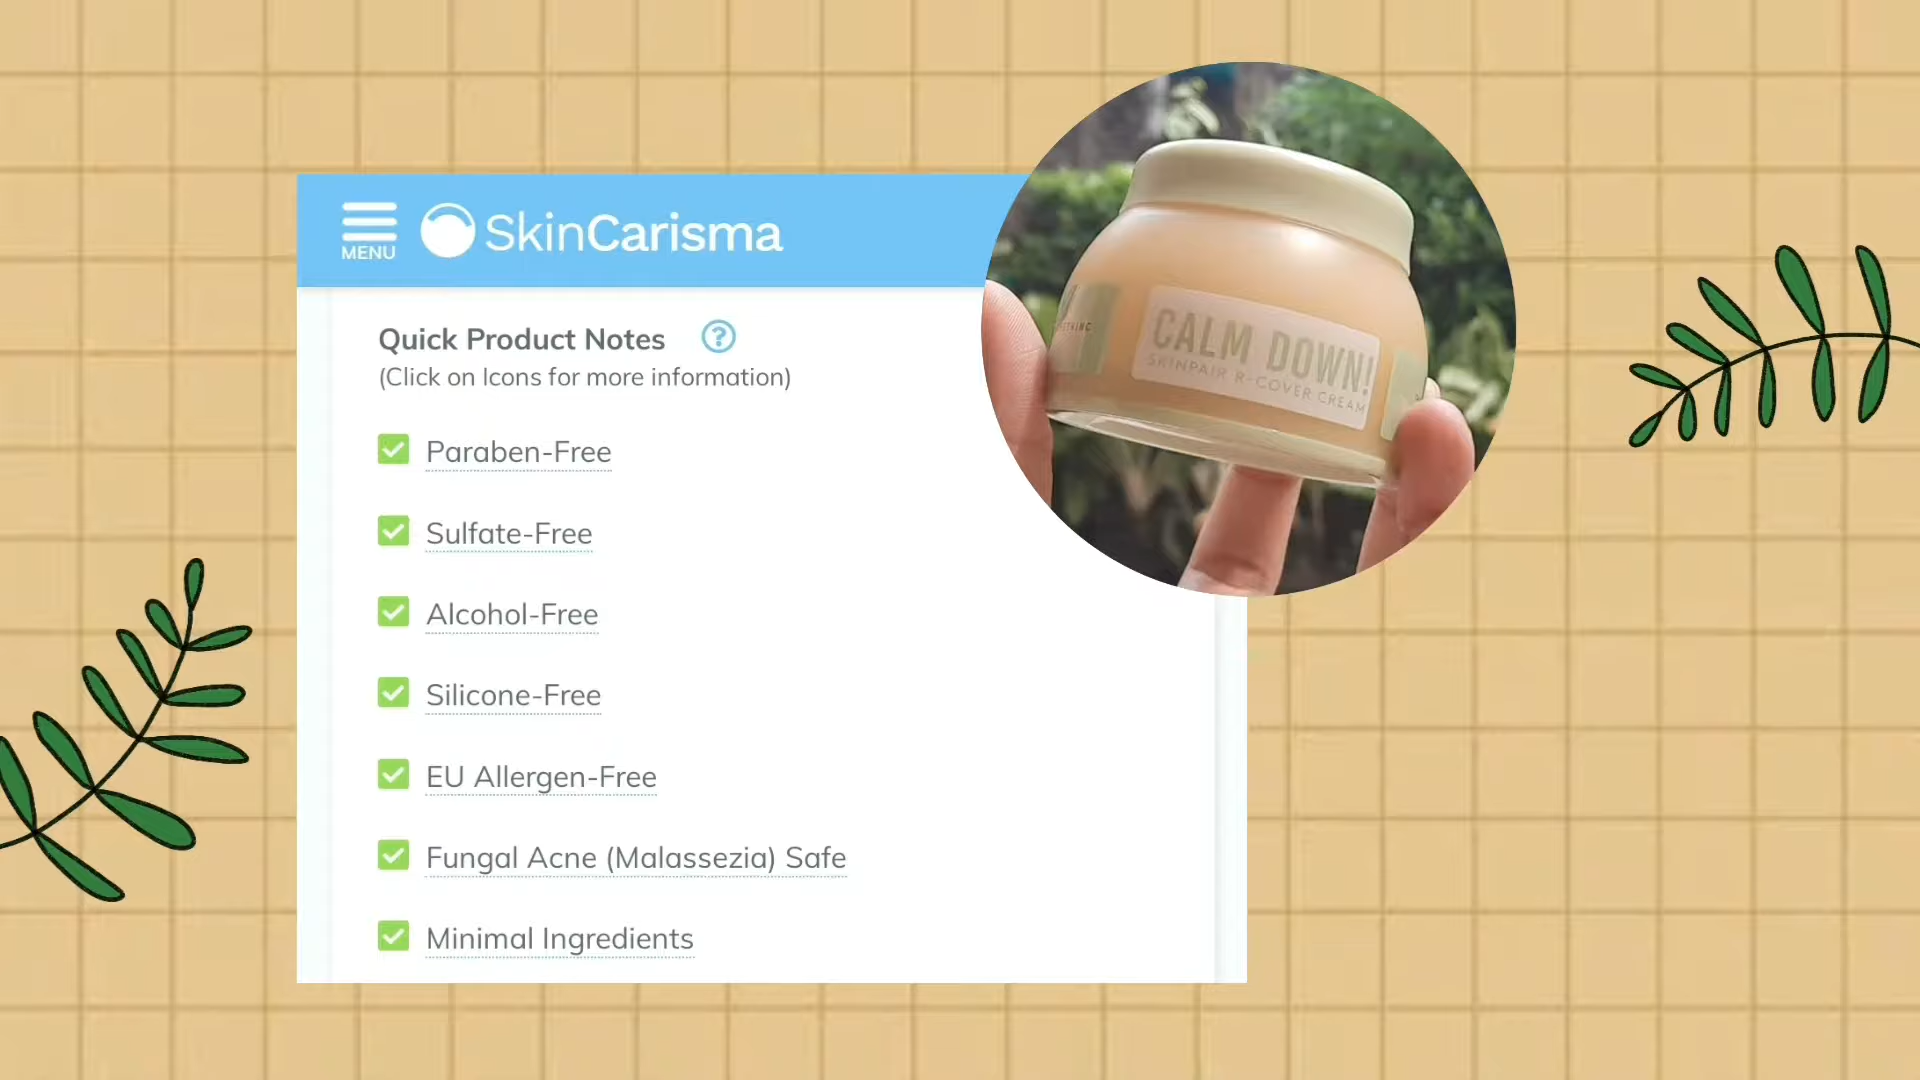 MENU
SkinCarisma
Quick Product Notes
(Click on Icons for more information)
Paraben-Free
Sulfate-Free
Alcohol-Free
Silicone-Free
EU Allergen-Free
Fungal Acne (Malassezia) Safe
Minimal Ingredients
CALM DOWN!
SKINPAIR R-COVER CREAM